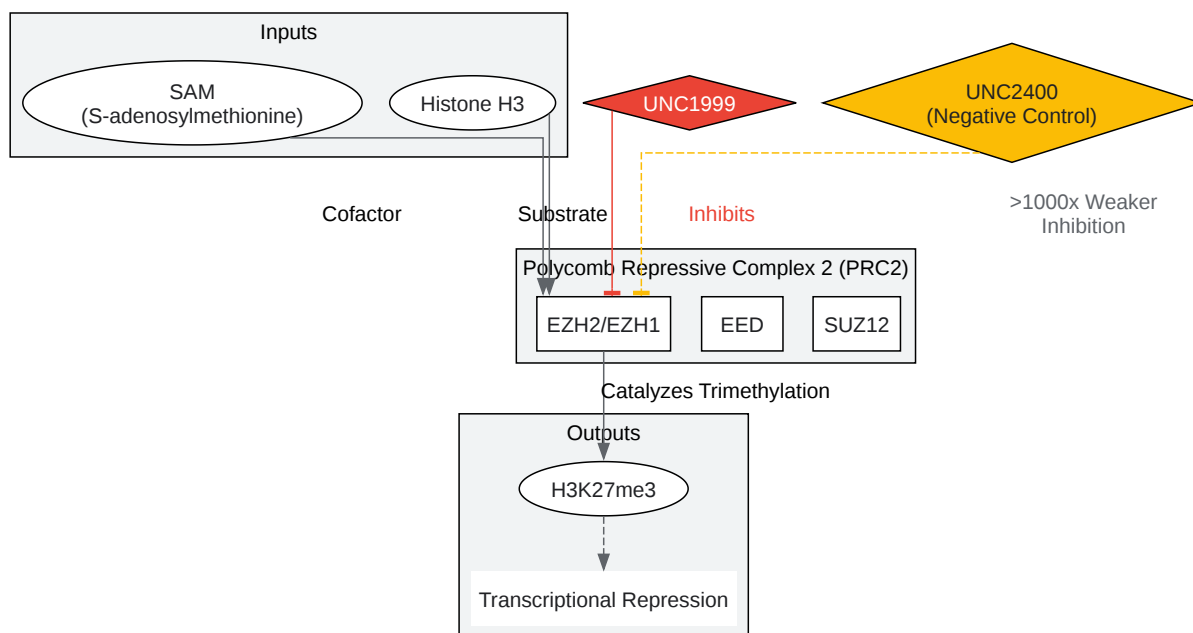 Inputs
SAM
(S-adenosylmethionine)
Histone H3
UNC1999
UNC2400
(Negative Control)
Cofactor
Substrate
Inhibits
>1000x Weaker
Inhibition
Polycomb Repressive Complex 2 (PRC2)
EZH2/EZH1
EED
SUZ12
Catalyzes Trimethylation
Outputs
H3K27me3
Transcriptional Repression